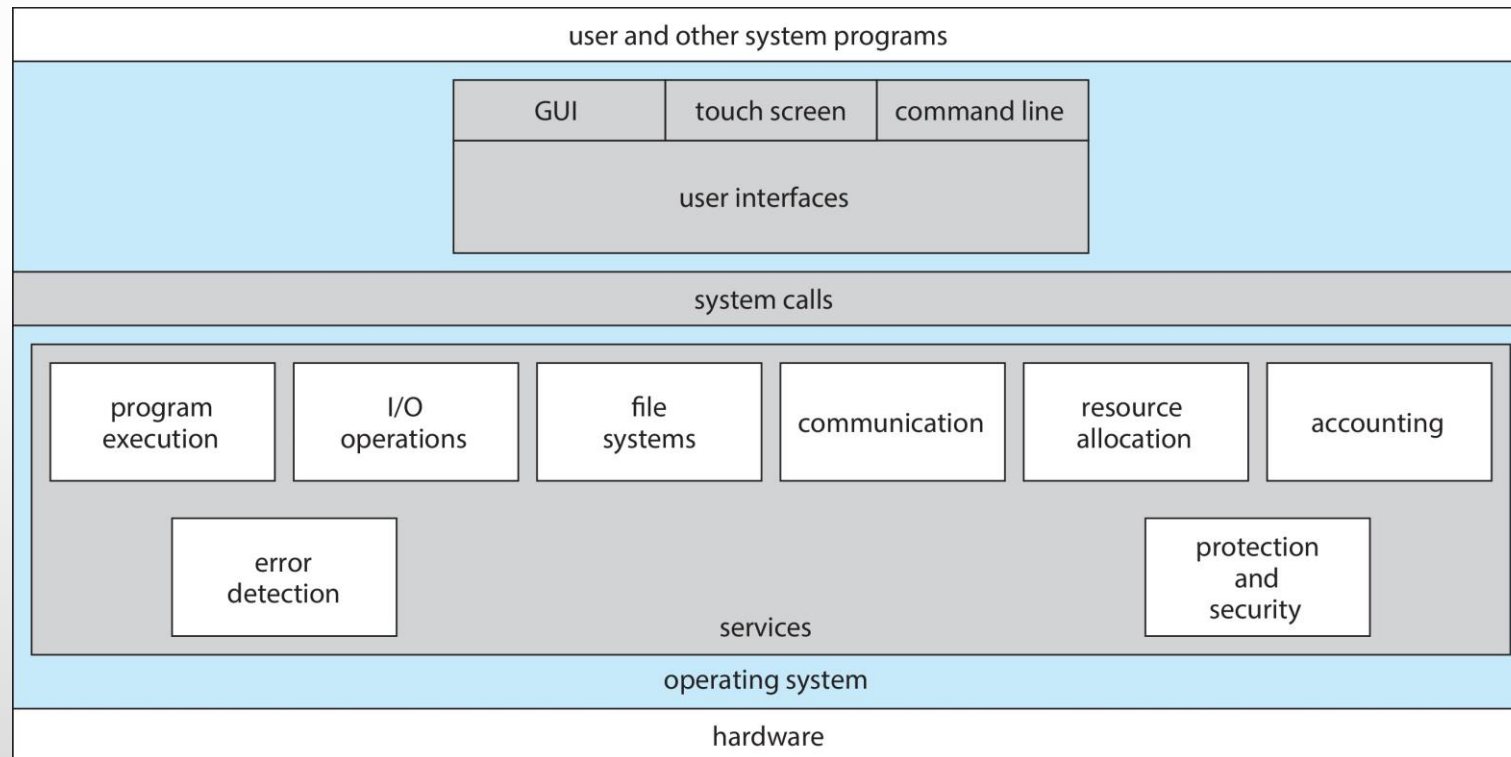 user and other system programs
GUI
touch screen
command line
user interfaces
system calls
program
execution
I/O
operations
file
systems
communication
resource
allocation
accounting
error
detection
protection
and
security
services
operating system
hardware